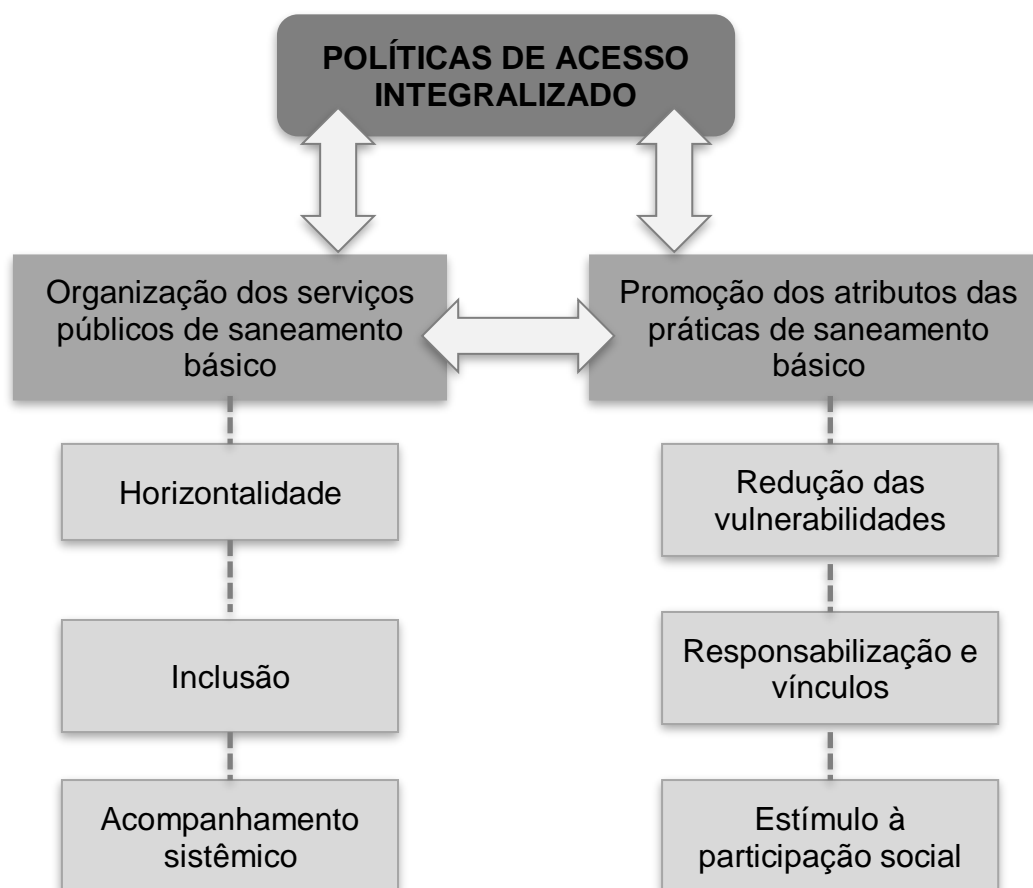 POLÍTICAS DE ACESSO
INTEGRALIZADO
Organização dos serviços
públicos de saneamento
básico
Promoção dos atributos das
práticas de saneamento
básico
Horizontalidade
Inclusão
Acompanhamento
sistêmico
Redução das
vulnerabilidades
Responsabilização e
vínculos
Estímulo à
participação social